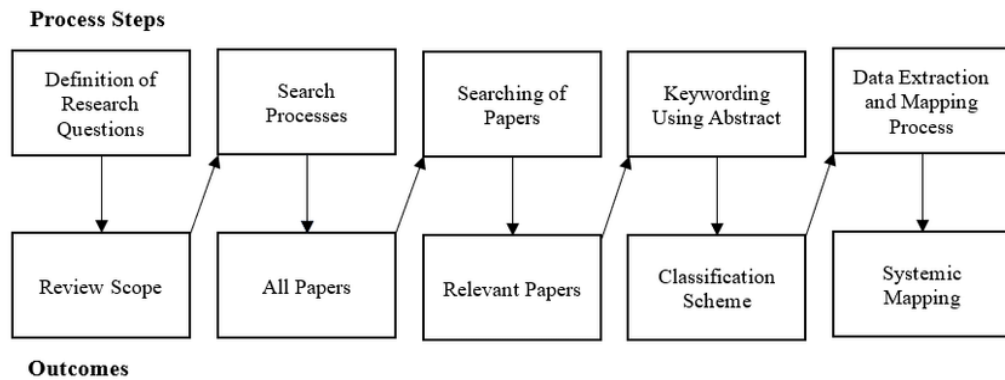 Process Steps
Definition of
Research
Questions
Search
Processes
Searching of
Papers
Keywording
Using Abstract
Data Extraction
and Mapping
Process
Review Scope
All Papers
Relevant Papers
Classification
Scheme
Systemic
Mapping
Outcomes